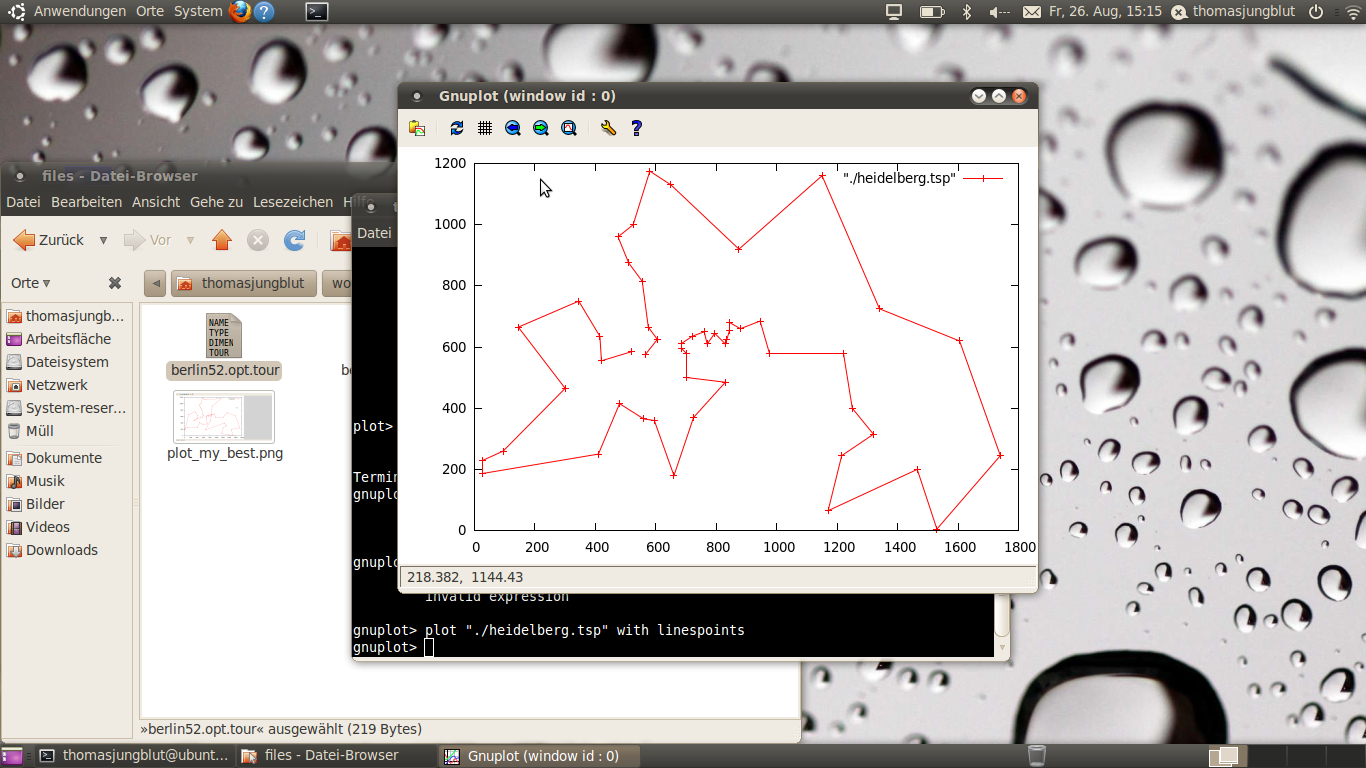 Anwendungen Orte System
Fr, 26. Aug, 15:15 thomasjungblut
Gnuplot (window id : 0)
"./heidelberg.tsp"
1200
1000
800
600
400
200
0
0 200 400 600 800 1000 1200 1400 1600 1800
218.382, 1144.43
files - Datei-Browser
Datei Bearbeiten Ansicht Gehe zu Lesezeichen
Zurück Vor
Orte thomasjungblut wo
thomasjungb...
Arbeitsfläche
Dateisystem
Netzwerk
System-reser...
Müll
Dokumente
Musik
Bilder
Videos
Downloads
NAME
TYPE
DIMEN
TOUR
berlin52.opt.tour
plot_my_best.png
»berlin52.opt.tour« ausgewählt (219 Bytes)
Datei
plot>
Termin
gnuplo
gnuplo
invalid expression
gnuplot> plot "./heidelberg.tsp" with linespoints
gnuplot>
thomasjungblut@ubunt... files - Datei-Browser Gnuplot (window id : 0)